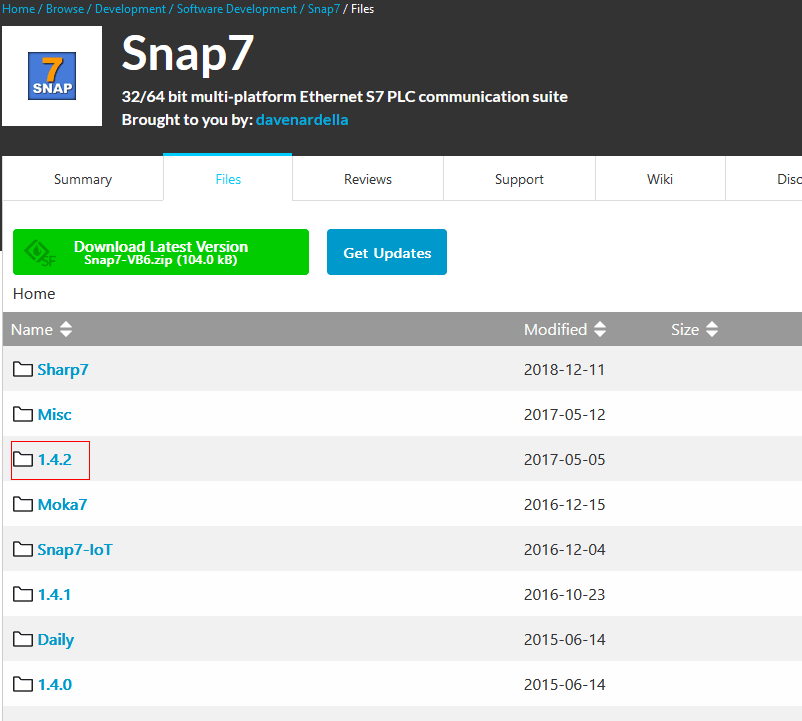 Home / Browse / Development / Software Development / Snap7 / Files
7
SNAP
Snap7
32/64 bit multi-platform Ethernet S7 PLC communication suite
Brought to you by: davenardella
Summary Files Reviews Support Wiki Disc
SF
Download Latest Version
Snap7-VB6.zip (104.0 kB)
Get Updates
Home
Name Modified Size
Sharp7 2018-12-11
Misc 2017-05-12
1.4.2 2017-05-05
Moka7 2016-12-15
Snap7-IoT 2016-12-04
1.4.1 2016-10-23
Daily 2015-06-14
1.4.0 2015-06-14